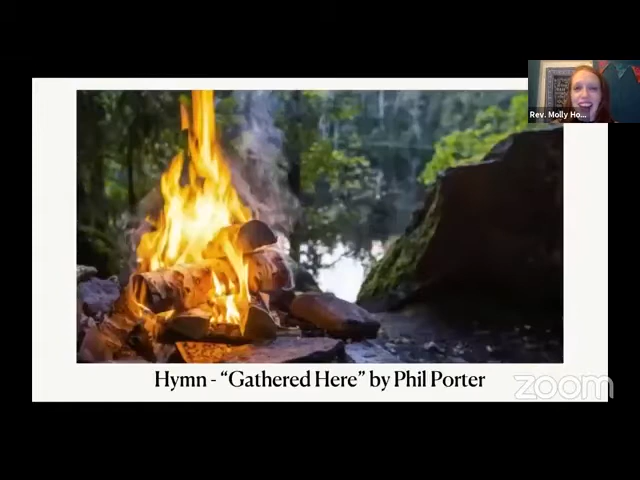 Rev. Molly Ho...
Hymn - “Gathered Here” by Phil Porter
zoom